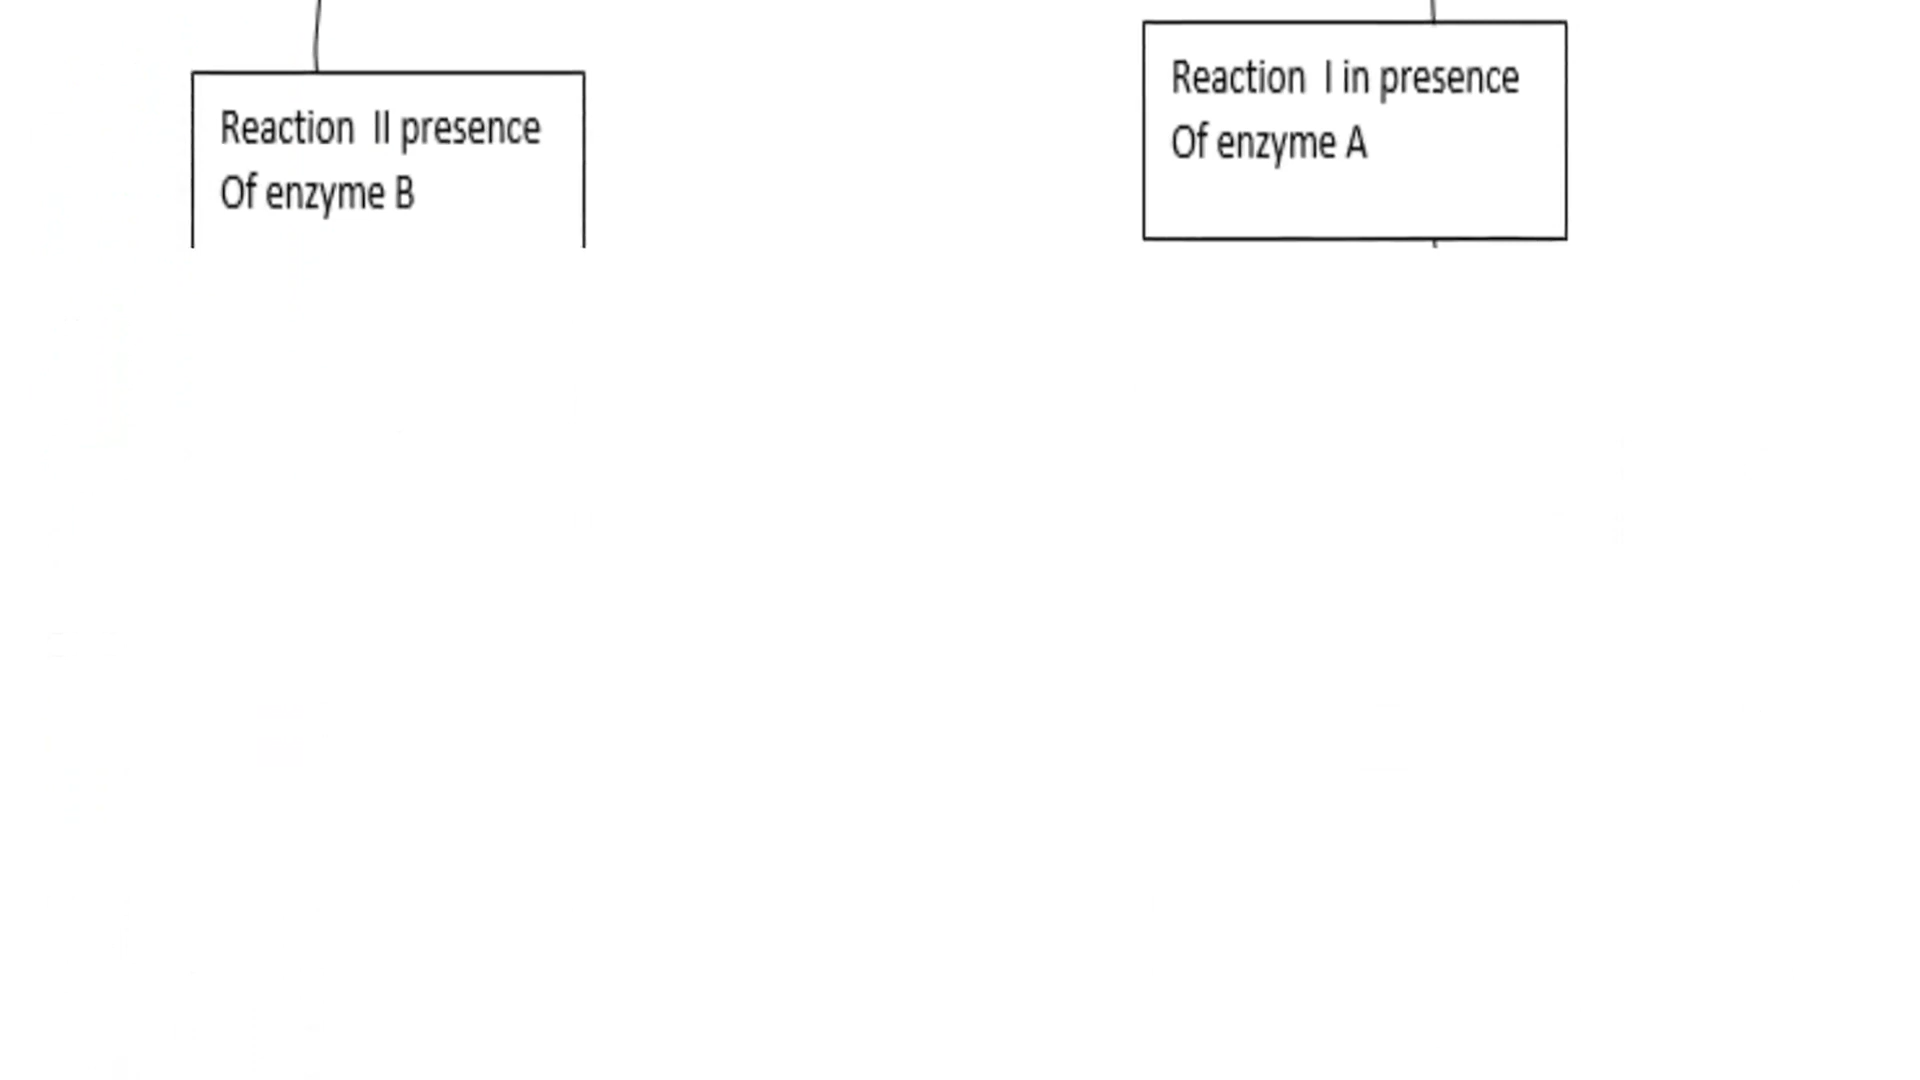 Reaction II presence
Of enzyme B
Reaction I in presence
Of enzyme A